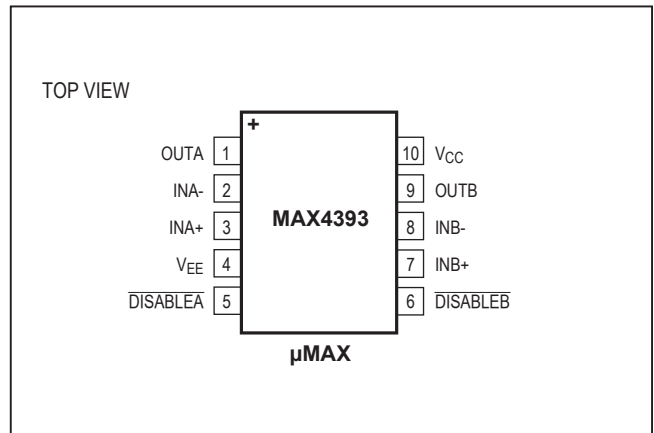 TOP VIEW
+
OUTA 1 10 VCC
INA- 2 9 OUTB
INA+ 3 MAX4393 8 INB-
VEE 4 7 INB+
DISABLEA 5 6 DISABLEB
µMAX